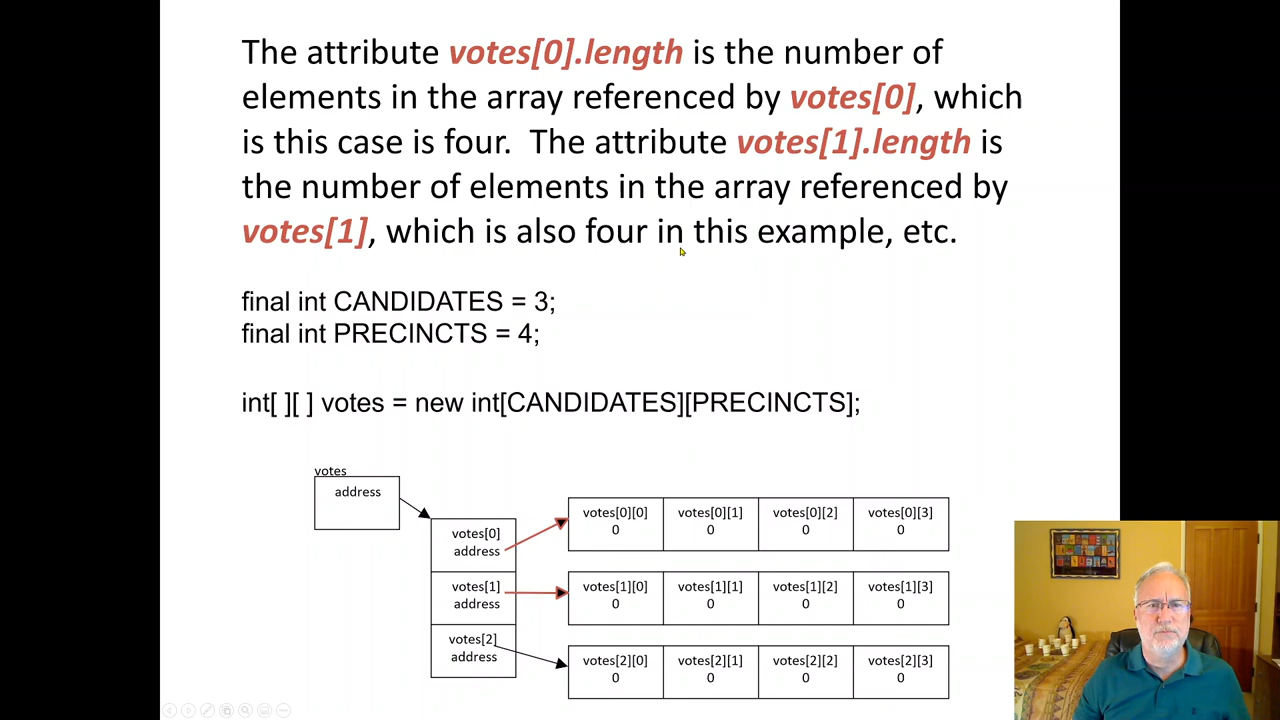 The attribute votes[0].length is the number of
elements in the array referenced by votes[0], which
is this case is four.  The attribute votes[1].length is
the number of elements in the array referenced by
votes[1], which is also four in this example, etc.
final int CANDIDATES = 3;
final int PRECINCTS = 4;
int[ ][ ] votes = new int[CANDIDATES][PRECINCTS];
votes
address
votes[0]
address
votes[1]
address
votes[2]
address
votes[0][0] votes[0][1] votes[0][2] votes[0][3]
0 0 0 0
votes[1][0] votes[1][1] votes[1][2] votes[1][3]
0 0 0 0
votes[2][0] votes[2][1] votes[2][2] votes[2][3]
0 0 0 0